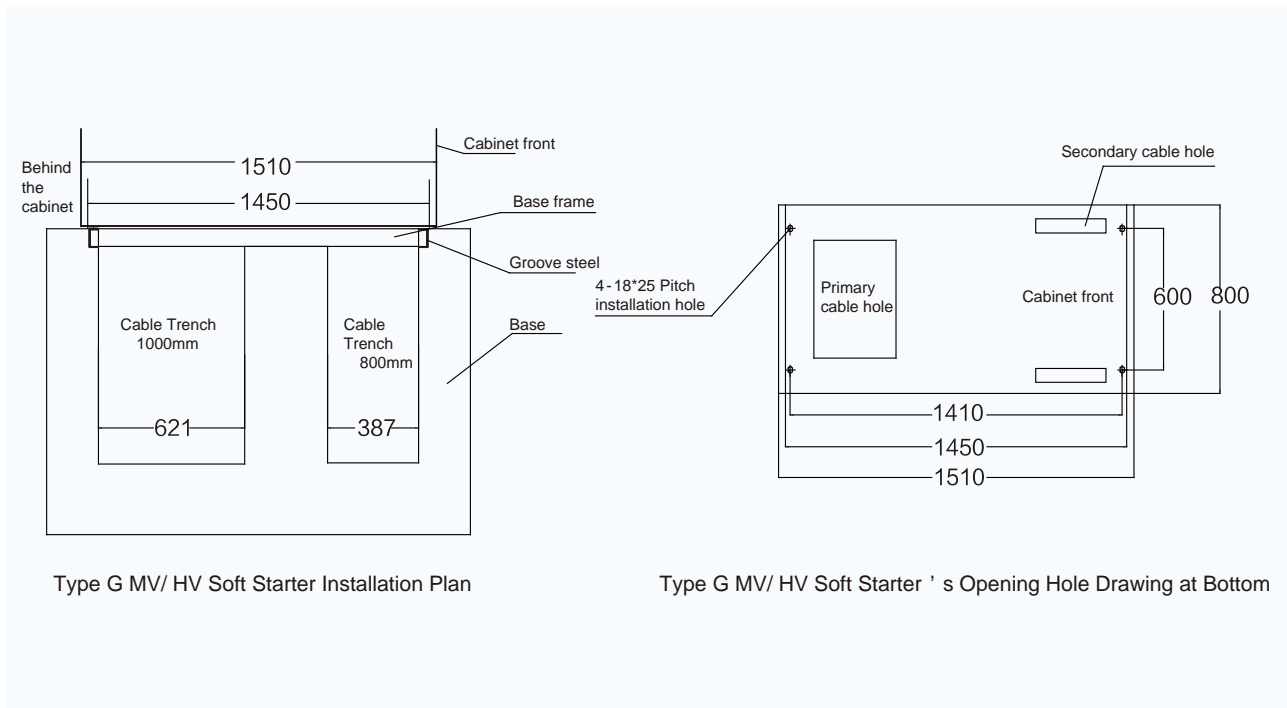 Cabinet front
Behind
the
cabinet
1510
1450
Base frame
Groove steel
Cable Trench
1000mm
Cable
Trench
800mm
Base
621
387
Type G MV/ HV Soft Starter Installation Plan
Secondary cable hole
4-18*25 Pitch
installation hole
Primary
cable hole
Cabinet front
600
800
1410
1450
1510
Type G MV/ HV Soft Starter ’ s Opening Hole Drawing at Bottom